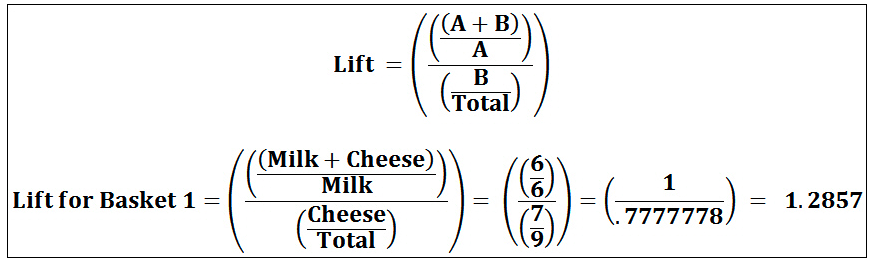 Lift = (((A + B)/A)/(B/Total))
Lift for Basket 1 = (((Milk + Cheese)/Milk)/(Cheese/Total)) = ((6/6)/(7/9)) = (1/.7777778) = 1.2857